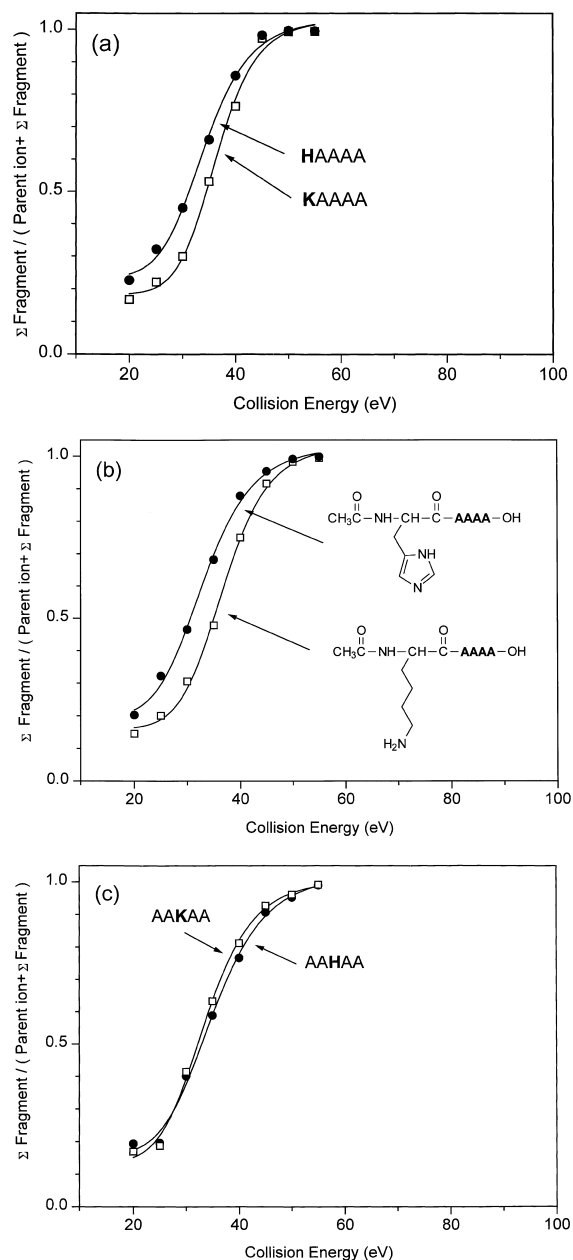 (a)
1.0
0.5
0.0
Σ Fragment / ( Parent ion+ Σ Fragment )
HAAAA
KAAAA
20 40 60 80 100
Collision Energy (eV)
(b)
1.0
0.5
0.0
Σ Fragment / ( Parent ion+ Σ Fragment )
O O
CH3C—NH—CH—C—AAAA—OH
NH
N
O O
CH3C—NH—CH—C—AAAA—OH
H2N
20 40 60 80 100
Collision Energy (eV)
(c)
1.0
0.5
0.0
Σ Fragment / ( Parent ion+ Σ Fragment )
AAKAA
AAHAA
20 40 60 80 100
Collision Energy (eV)